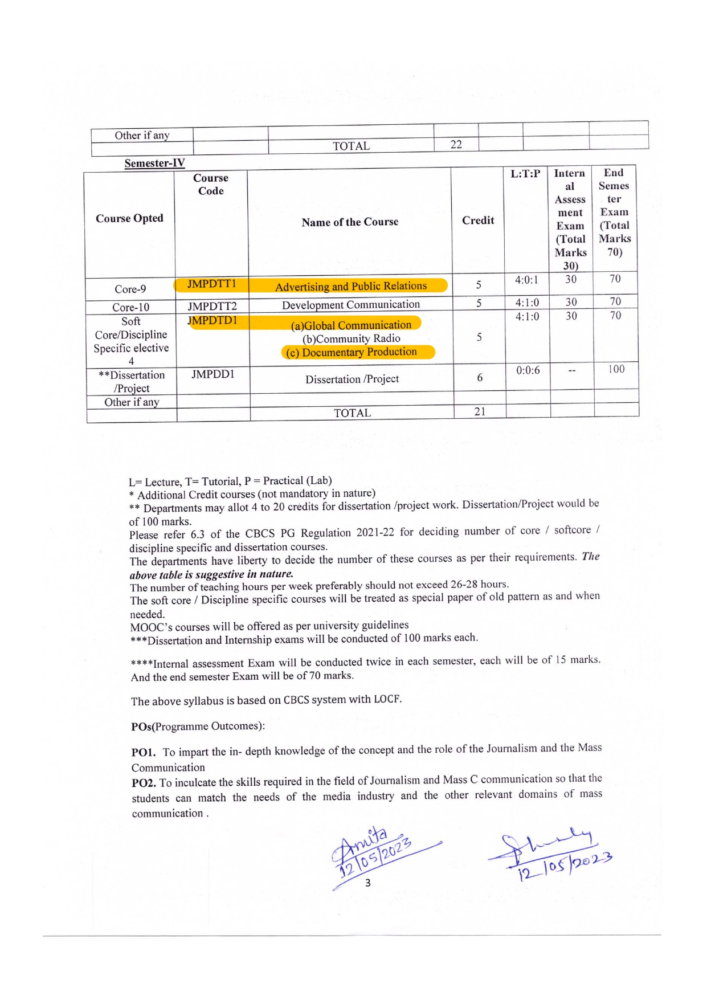 Other if any
TOTAL 22
Semester-IV
Course Opted Course Code Name of the Course Credit L:T:P Intern al Assess ment Exam (Total Marks 30) End Semes ter Exam (Total Marks 70)
Core-9 JMPDTT1 Advertising and Public Relations 5 4:0:1 30 70
Core-10 JMPDTT2 Development Communication 5 4:1:0 30 70
Soft Core/Discipline Specific elective 4 JMPDTD1 (a)Global Communication (b)Community Radio (c) Documentary Production 5 4:1:0 30 70
**Dissertation /Project JMPDD1 Dissertation /Project 6 0:0:6 -- 100
Other if any
TOTAL 21
L= Lecture, T= Tutorial, P = Practical (Lab)
* Additional Credit courses (not mandatory in nature)
** Departments may allot 4 to 20 credits for dissertation /project work. Dissertation/Project would be
of 100 marks.
Please refer 6.3 of the CBCS PG Regulation 2021-22 for deciding number of core / softcore /
discipline specific and dissertation courses.
The departments have liberty to decide the number of these courses as per their requirements. The
above table is suggestive in nature.
The number of teaching hours per week preferably should not exceed 26-28 hours.
The soft core / Discipline specific courses will be treated as special paper of old pattern as and when
needed.
MOOC's courses will be offered as per university guidelines
***Dissertation and Internship exams will be conducted of 100 marks each.
****Internal assessment Exam will be conducted twice in each semester, each will be of 15 marks.
And the end semester Exam will be of 70 marks.
The above syllabus is based on CBCS system with LOCF.
POs(Programme Outcomes):
PO1. To impart the in- depth knowledge of the concept and the role of the Journalism and the Mass
Communication
PO2. To inculcate the skills required in the field of Journalism and Mass C communication so that the
students can match the needs of the media industry and the other relevant domains of mass
communication .
Amita
12/05/2023
12/05/2023
3